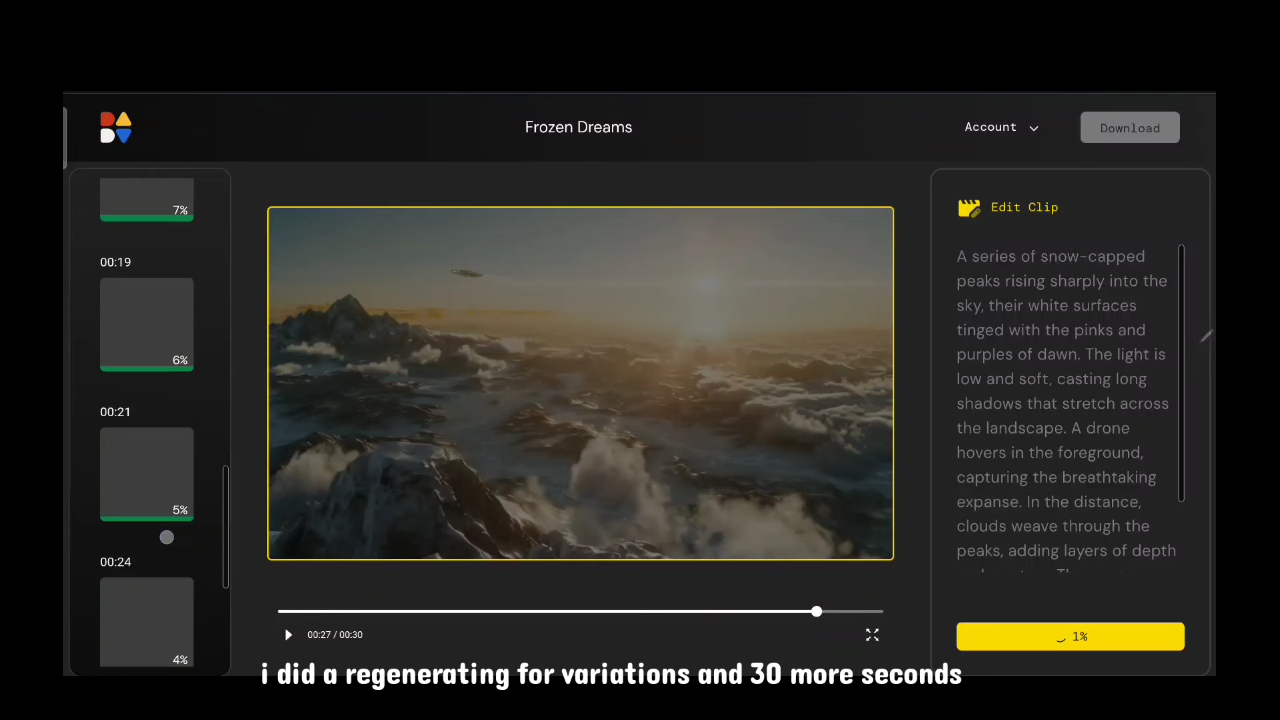 Frozen Dreams
Account
Download
7%
00:19
6%
00:21
5%
00:24
4%
00:27 / 00:30
Edit Clip
A series of snow-capped
peaks rising sharply into the
sky, their white surfaces
tinged with the pinks and
purples of dawn. The light is
low and soft, casting long
shadows that stretch across
the landscape. A drone
hovers in the foreground,
capturing the breathtaking
expanse. In the distance,
clouds weave through the
peaks, adding layers of depth
1%
i did a regenerating for variations and 30 more seconds